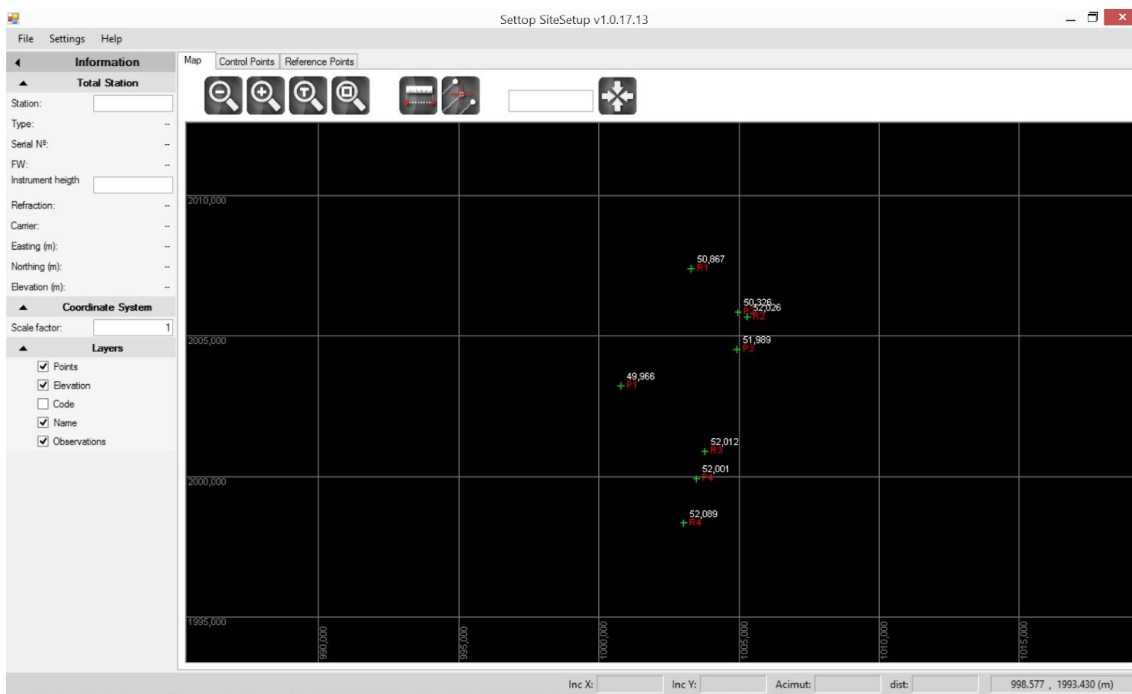 Settop SiteSetup v1.0.17.13
File Settings Help
Information
Total Station
Station:
Type: --
Serial Nº: --
FW: --
Instrument heigth
Refraction: --
Carrier: --
Easting (m): --
Northing (m): --
Elevation (m): --
Coordinate System
Scale factor: 1
Layers
Points
Elevation
Code
Name
Observations
Map Control Points Reference Points
2010,000
50,867
R1
50,326
52,026
R2
2005,000
51,989
P3
49,966
P1
52,012
R3
52,001
P4
2000,000
52,089
R4
1995,000
990,000 995,000 1000,000 1005,000 1010,000 1015,000
Inc X: Inc Y: Acimut: dist: 998.577 , 1993.430 (m)